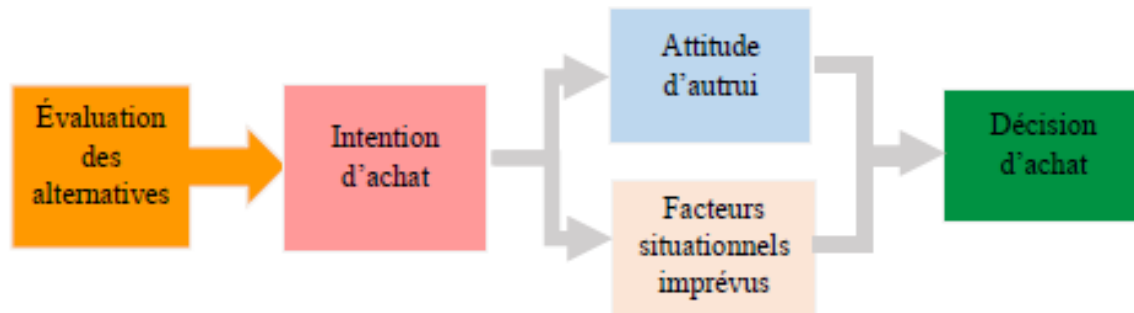 Évaluation
des
alternatives
Intention
d'achat
Attitude
d'autrui
Facteurs
situationnels
imprévus
Décision
d'achat